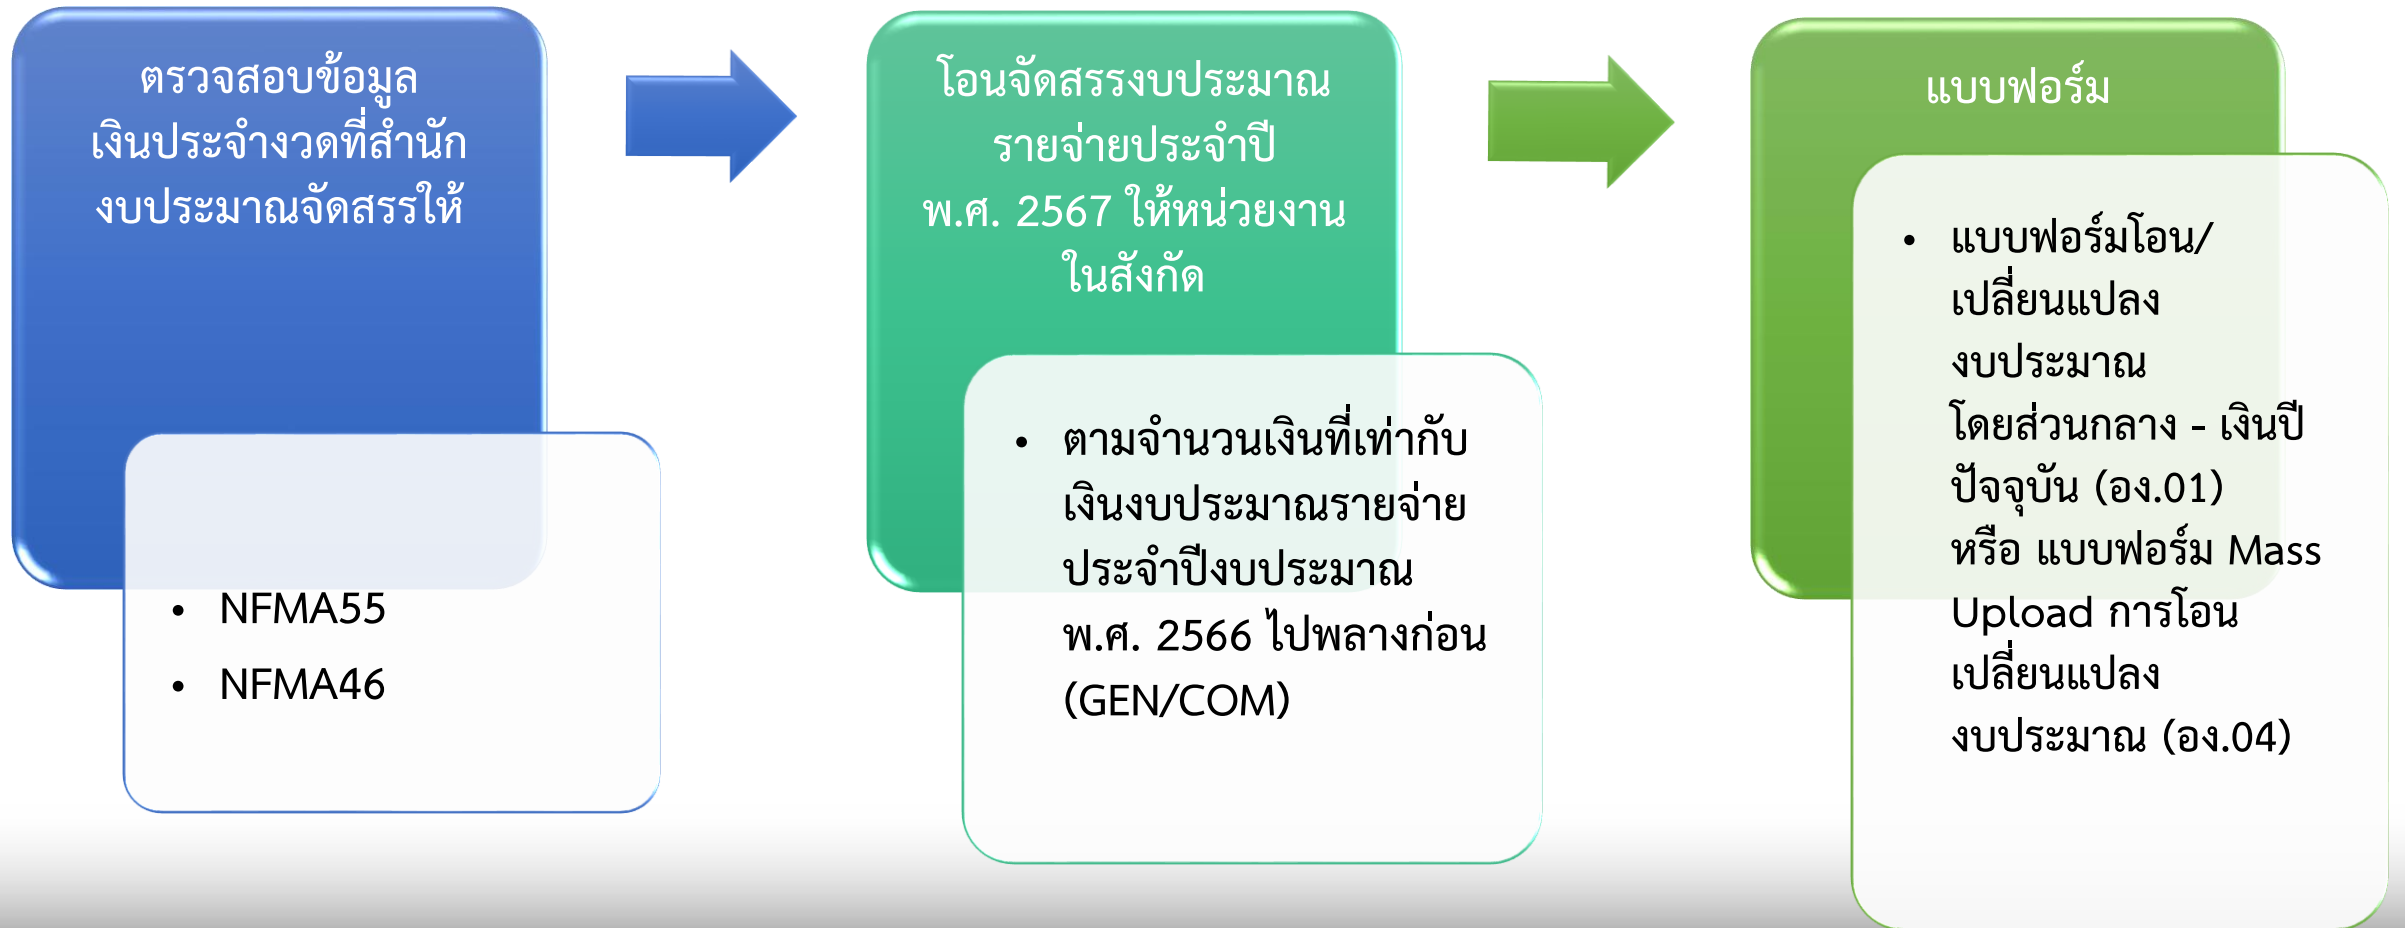 ตรวจสอบข้อมูล
เงินประจำงวดที่สำนัก
งบประมาณจัดสรรให้
• NFMA55
• NFMA46
โอนจัดสรรงบประมาณ
รายจ่ายประจำปี
พ.ศ. 2567 ให้หน่วยงาน
ในสังกัด
• ตามจำนวนเงินที่เท่ากับ
เงินงบประมาณรายจ่าย
ประจำปีงบประมาณ
พ.ศ. 2566 ไปพลางก่อน
(GEN/COM)
แบบฟอร์ม
• แบบฟอร์มโอน/
เปลี่ยนแปลง
งบประมาณ
โดยส่วนกลาง - เงินปี
ปัจจุบัน (อง.01)
หรือ แบบฟอร์ม Mass
Upload การโอน
เปลี่ยนแปลง
งบประมาณ (อง.04)